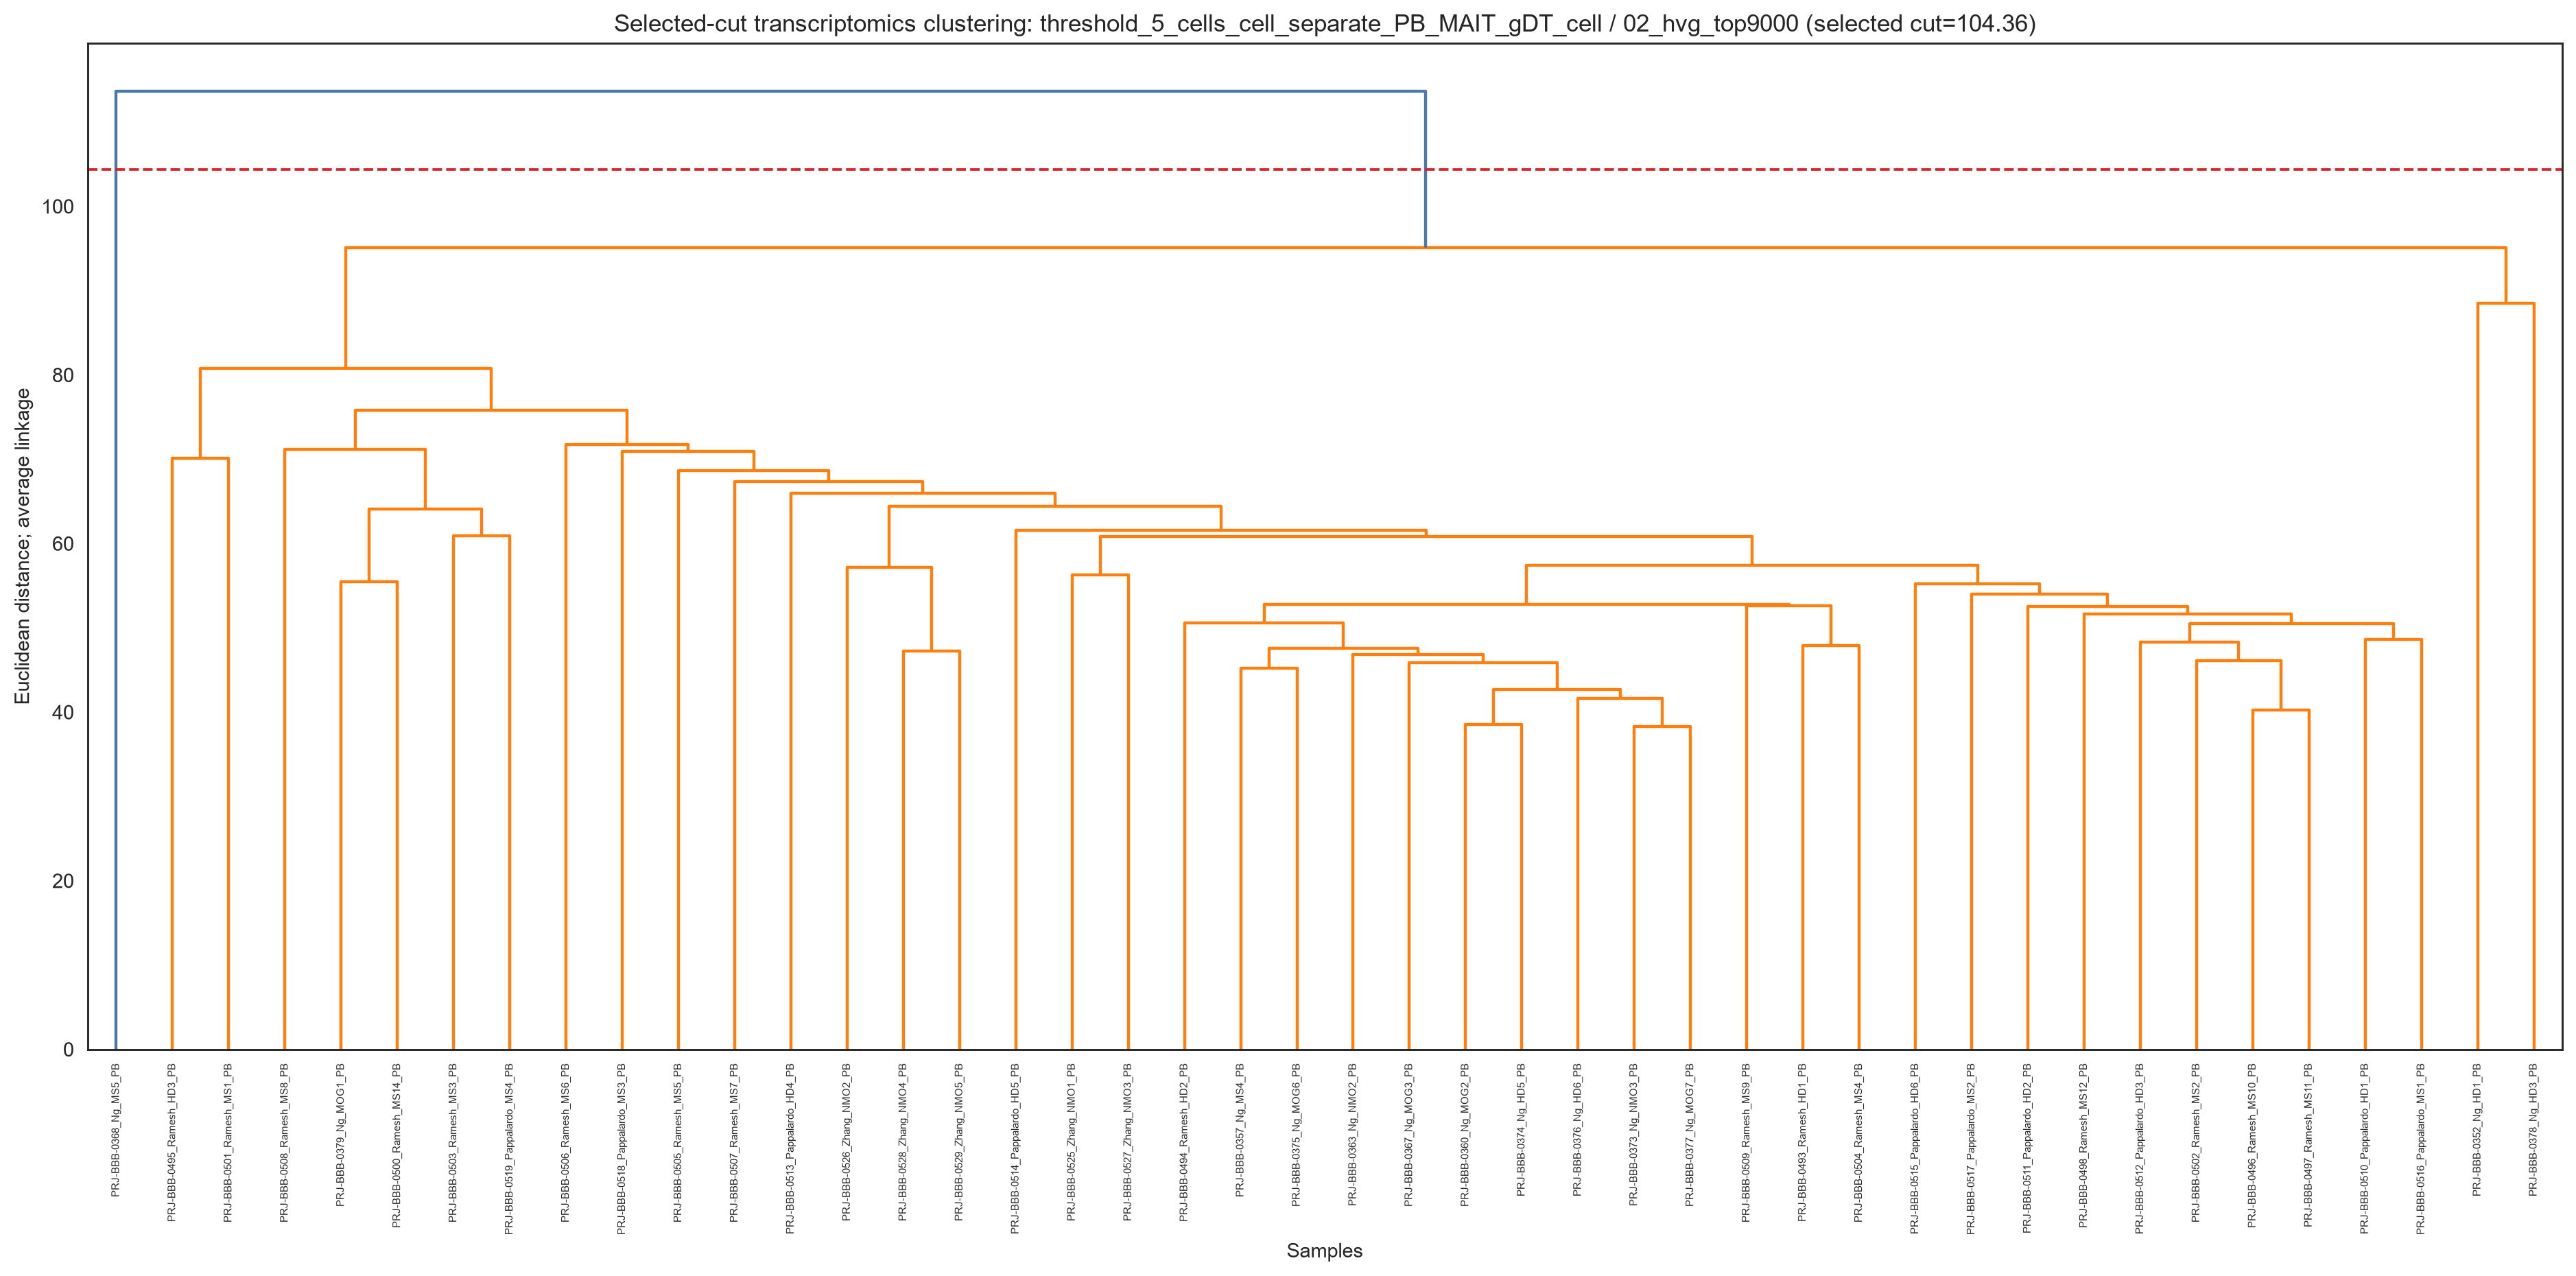 Selected-cut transcriptomics clustering: threshold_5_cells_cell_separate_PB_MAIT_gDT_cell / 02_hvg_top9000 (selected cut=104.36)
Euclidean distance; average linkage
100
80
60
40
20
0
PRJ-BBB-0368_Ng_MS5_PB
PRJ-BBB-0495_Ramesh_HD3_PB
PRJ-BBB-0501_Ramesh_MS1_PB
PRJ-BBB-0508_Ramesh_MS8_PB
PRJ-BBB-0379_Ng_MOG1_PB
PRJ-BBB-0500_Ramesh_MS14_PB
PRJ-BBB-0503_Ramesh_MS3_PB
PRJ-BBB-0519_Pappalardo_MS4_PB
PRJ-BBB-0506_Ramesh_MS6_PB
PRJ-BBB-0518_Pappalardo_MS3_PB
PRJ-BBB-0505_Ramesh_MS5_PB
PRJ-BBB-0507_Ramesh_MS7_PB
PRJ-BBB-0513_Pappalardo_HD4_PB
PRJ-BBB-0526_Zhang_NMO2_PB
PRJ-BBB-0528_Zhang_NMO4_PB
PRJ-BBB-0529_Zhang_NMO5_PB
PRJ-BBB-0514_Pappalardo_HD5_PB
PRJ-BBB-0525_Zhang_NMO1_PB
PRJ-BBB-0527_Zhang_NMO3_PB
PRJ-BBB-0494_Ramesh_HD2_PB
PRJ-BBB-0357_Ng_MS4_PB
PRJ-BBB-0375_Ng_MOG6_PB
PRJ-BBB-0363_Ng_NMO2_PB
PRJ-BBB-0367_Ng_MOG3_PB
PRJ-BBB-0360_Ng_MOG2_PB
PRJ-BBB-0374_Ng_HD5_PB
PRJ-BBB-0376_Ng_HD6_PB
PRJ-BBB-0373_Ng_NMO3_PB
PRJ-BBB-0377_Ng_MOG7_PB
PRJ-BBB-0509_Ramesh_MS9_PB
PRJ-BBB-0493_Ramesh_HD1_PB
PRJ-BBB-0504_Ramesh_MS4_PB
PRJ-BBB-0515_Pappalardo_HD6_PB
PRJ-BBB-0517_Pappalardo_MS2_PB
PRJ-BBB-0511_Pappalardo_HD2_PB
PRJ-BBB-0498_Ramesh_MS12_PB
PRJ-BBB-0512_Pappalardo_HD3_PB
PRJ-BBB-0502_Ramesh_MS2_PB
PRJ-BBB-0496_Ramesh_MS10_PB
PRJ-BBB-0497_Ramesh_MS11_PB
PRJ-BBB-0510_Pappalardo_HD1_PB
PRJ-BBB-0516_Pappalardo_MS1_PB
PRJ-BBB-0352_Ng_HD1_PB
PRJ-BBB-0378_Ng_HD3_PB
Samples